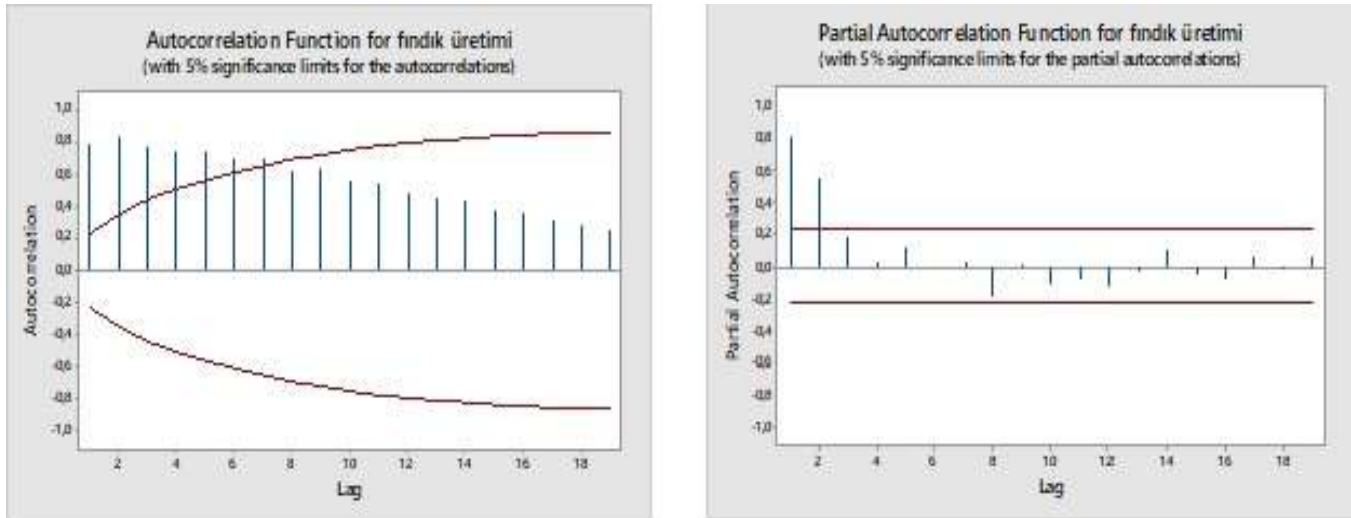 Autocorrelation Function for fındık üretimi
(with 5% significance limits for the autocorrelations)
1,0
0,8
0,6
0,4
0,2
0,0
-0,2
-0,4
-0,6
-0,8
-1,0
Autocorrelation
2 4 6 8 10 12 14 16 18
Lag
Partial Autocorrelation Function for fındık üretimi
(with 5% significance limits for the partial autocorrelations)
1,0
0,8
0,6
0,4
0,2
0,0
-0,2
-0,4
-0,6
-0,8
-1,0
Partial Autocorrelation
2 4 6 8 10 12 14 16 18
Lag